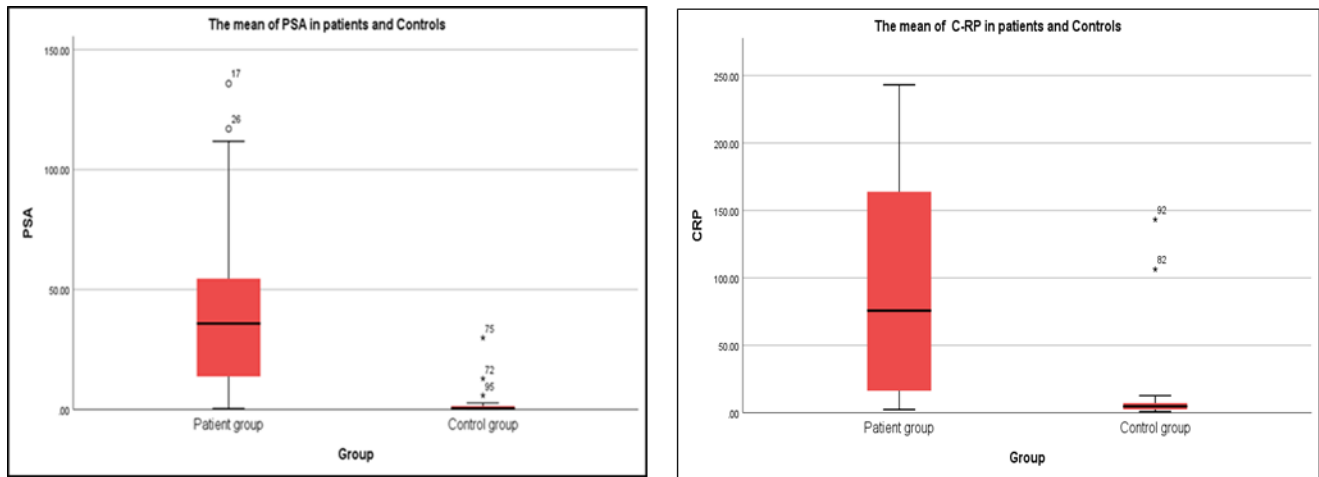 The mean of PSA in patients and Controls
150.00
100.00
50.00
.00
PSA
17
26
75
72
95
Patient group
Control group
Group
The mean of C-RP in patients and Controls
250.00
200.00
150.00
100.00
50.00
.00
CRP
92
82
Patient group
Control group
Group